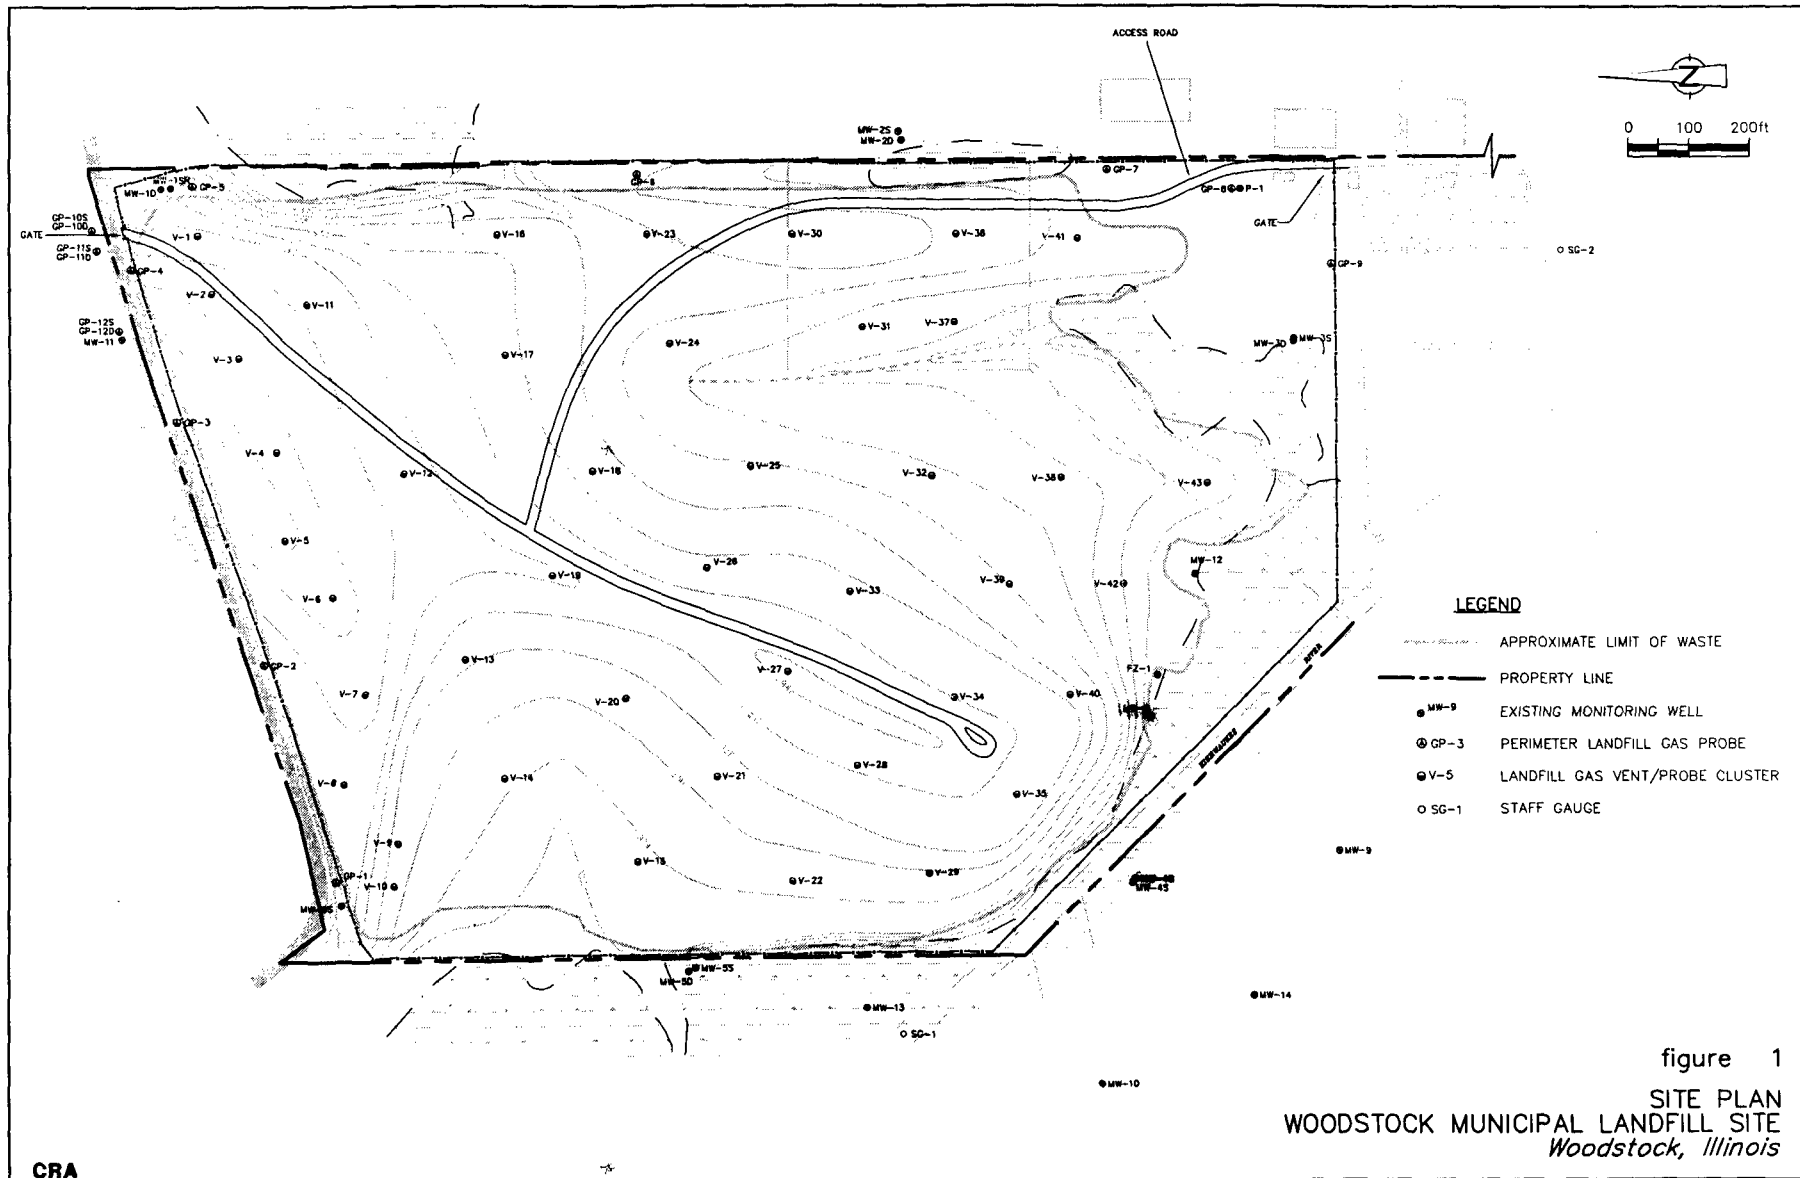 ACCESS ROAD
0 100 200ft
MW-2S
MW-2D
GP-7
MW-1D
GP-5
GP-8
P-1
GP-10S
GP-10D
GATE
GP-11S
GP-11D
V-1
V-16
V-23
V-30
V-36
V-41
GATE
SG-2
GP-4
GP-9
V-2
V-11
GP-12S
GP-12D
MW-11
V-31
V-37
V-3
V-17
V-24
MW-3D
MW-3S
GP-3
V-4
V-12
V-18
V-25
V-32
V-38
V-43
V-5
V-26
MW-12
V-6
V-19
V-33
V-39
V-42
LEGEND
APPROXIMATE LIMIT OF WASTE
PROPERTY LINE
MW-9 EXISTING MONITORING WELL
GP-3 PERIMETER LANDFILL GAS PROBE
V-5 LANDFILL GAS VENT/PROBE CLUSTER
SG-1 STAFF GAUGE
GP-2
V-13
V-27
PZ-1
RIVER
V-7
V-20
V-34
V-40
KISHWAUKEE
V-8
V-14
V-21
V-28
V-35
V-9
V-15
V-22
V-29
MW-9
GP-1
V-10
MW-4S
MW-5S
MW-5D
MW-13
MW-14
SG-1
MW-10
figure 1
SITE PLAN
WOODSTOCK MUNICIPAL LANDFILL SITE
Woodstock, Illinois
CRA